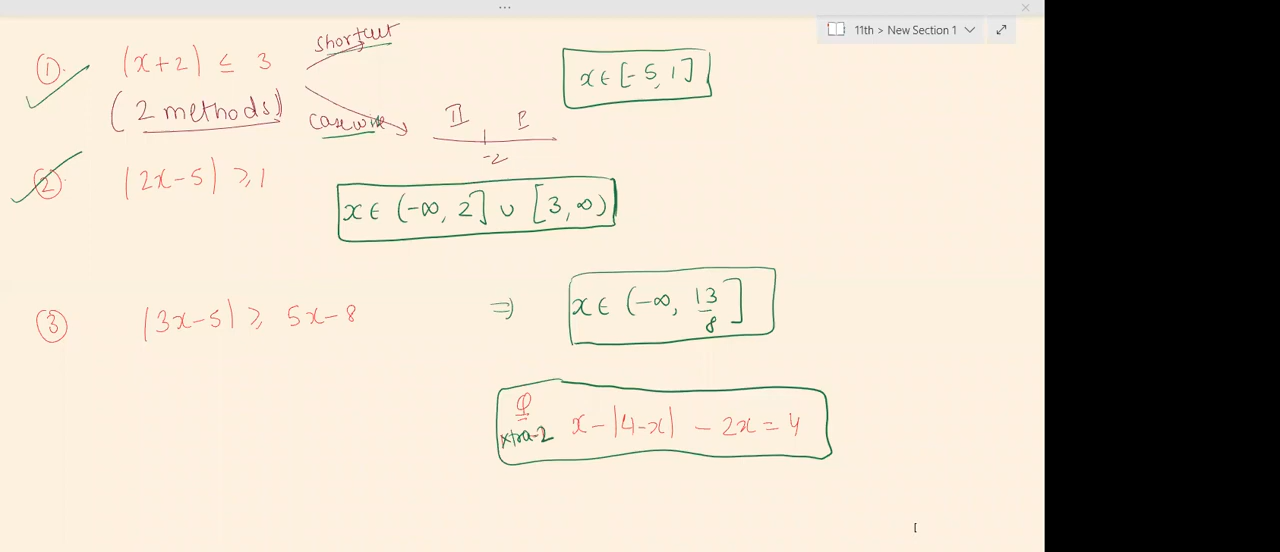 11th > New Section 1
shortcut
①. |x+2| ≤ 3
x ∈ [-5, 1]
(2 methods)
casewise
II I
-2
②. |2x-5| ≥ 1
x ∈ (-∞, 2] ∪ [3, ∞)
③ |3x-5| ≥ 5x-8 ⇒ x ∈ (-∞, 13/8]
Q
xtra-2 x-|4-x| - 2x = 4